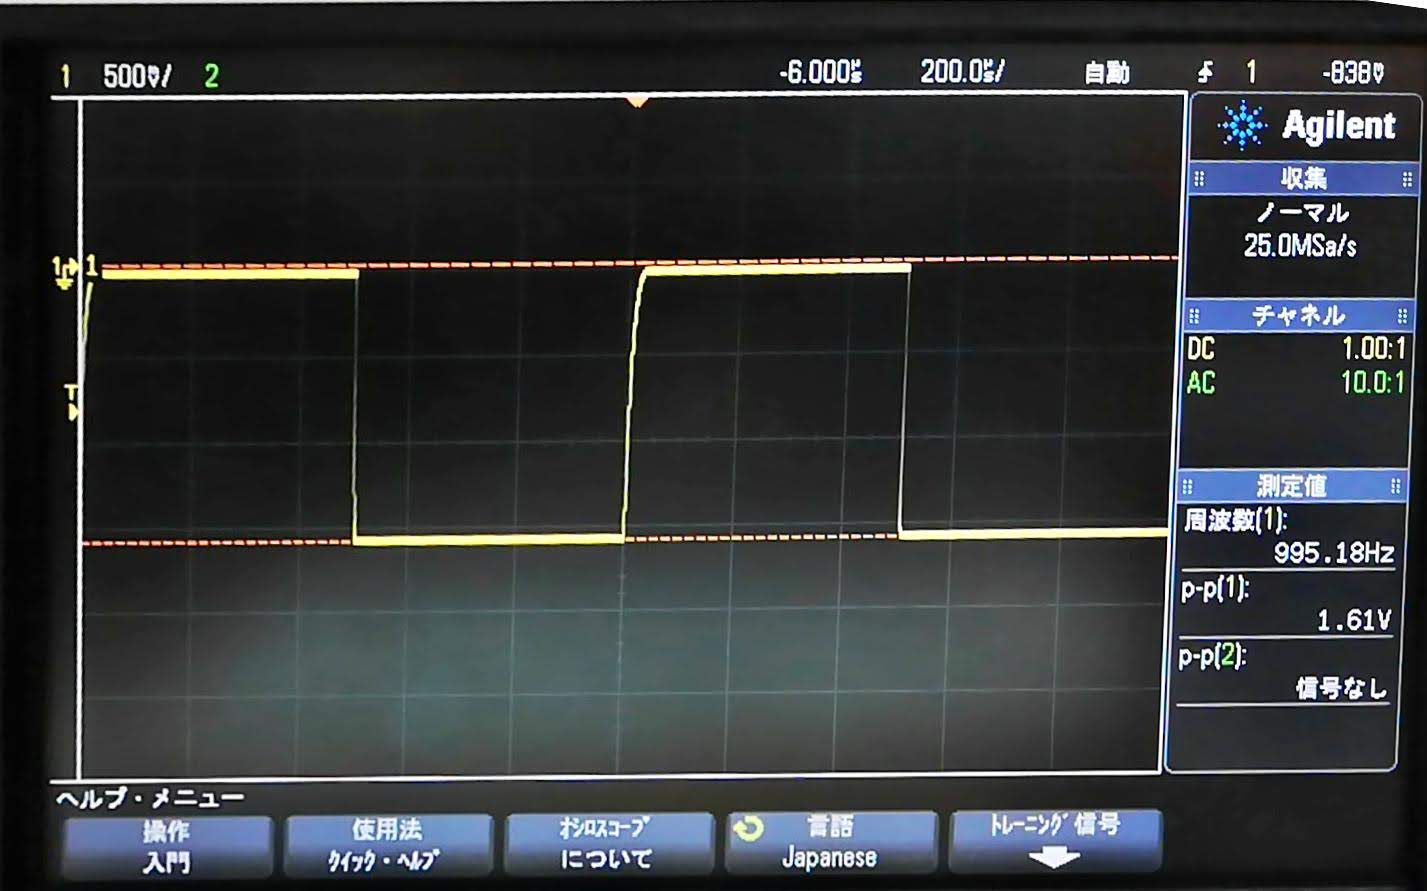 1 500mV/ 2 -6.000us 200.0us/ 自動 1 -838mV
Agilent
収集
ノーマル
25.0MSa/s
チャネル
DC 1.00:1
AC 10.0:1
測定値
周波数(1):
995.18Hz
p-p(1):
1.61V
p-p(2):
信号なし
1 1
T
ヘルプ・メニュー
操作
入門
使用法
クイック・ヘルプ
オシロスコープ
について
言語
Japanese
トレーニング信号